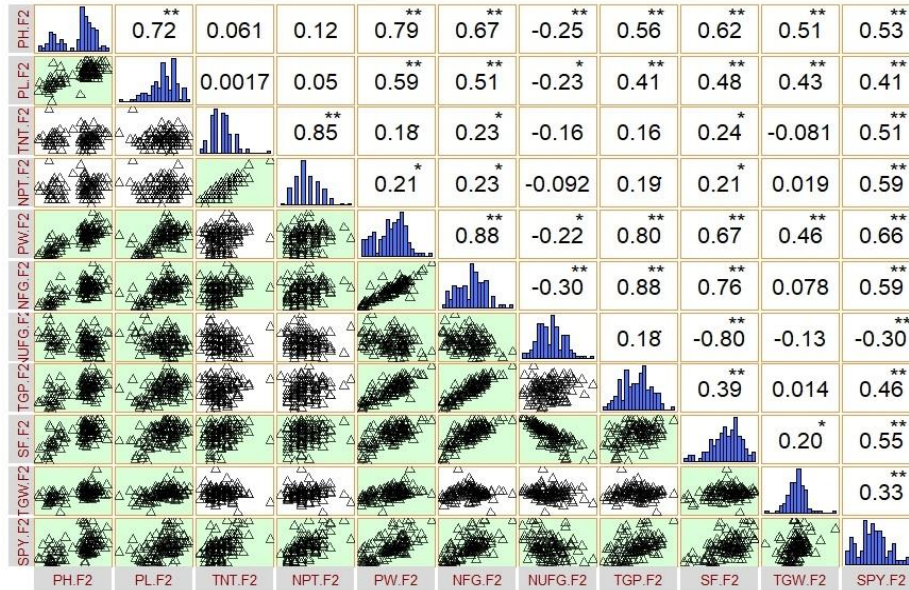 PH.F2 0.72** 0.061 0.12 0.79** 0.67** -0.25** 0.56** 0.62** 0.51** 0.53**
PL.F2 0.0017 0.05 0.59** 0.51** -0.23* 0.41** 0.48** 0.43** 0.41**
TNT.F2 0.85** 0.18· 0.23* -0.16 0.16 0.24* -0.081 0.51**
NPT.F2 0.21* 0.23* -0.092 0.19· 0.21* 0.019 0.59**
PW.F2 0.88** -0.22* 0.80** 0.67** 0.46** 0.66**
NFG.F2 -0.30** 0.88** 0.76** 0.078 0.59**
NUFG.F2 0.18· -0.80** -0.13 -0.30**
TGP.F2 0.39** 0.014 0.46**
SF.F2 0.20* 0.55**
TGW.F2 0.33**
SPY.F2
PH.F2 PL.F2 TNT.F2 NPT.F2 PW.F2 NFG.F2 NUFG.F2 TGP.F2 SF.F2 TGW.F2 SPY.F2